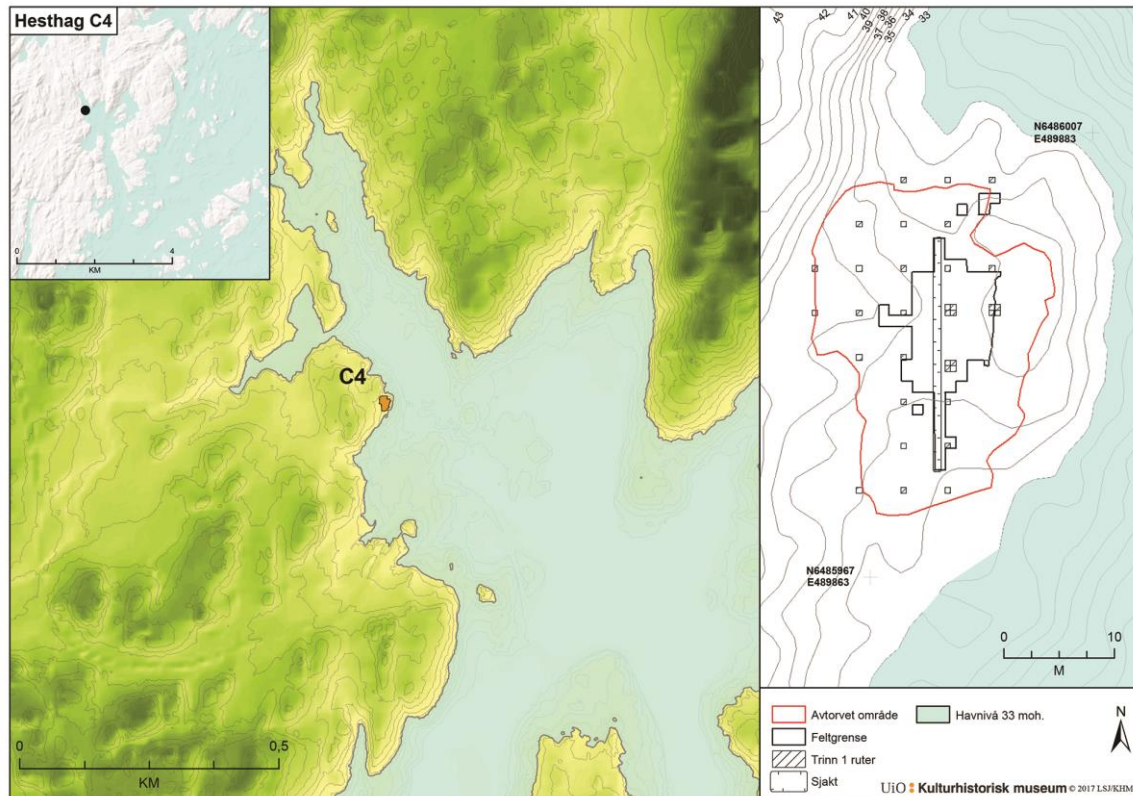 Hesthag C4
0
4
KM
C4
0
0,5
KM
43
42
41
40
39
38
37
36
35
34
33
N6486007
E489883
N6485967
E489863
0
10
M
Avtorvet område
Feltgrense
Trinn 1 ruter
Sjakt
Havnivå 33 moh.
N
UiO Kulturhistorisk museum © 2017 LSJ/KHM